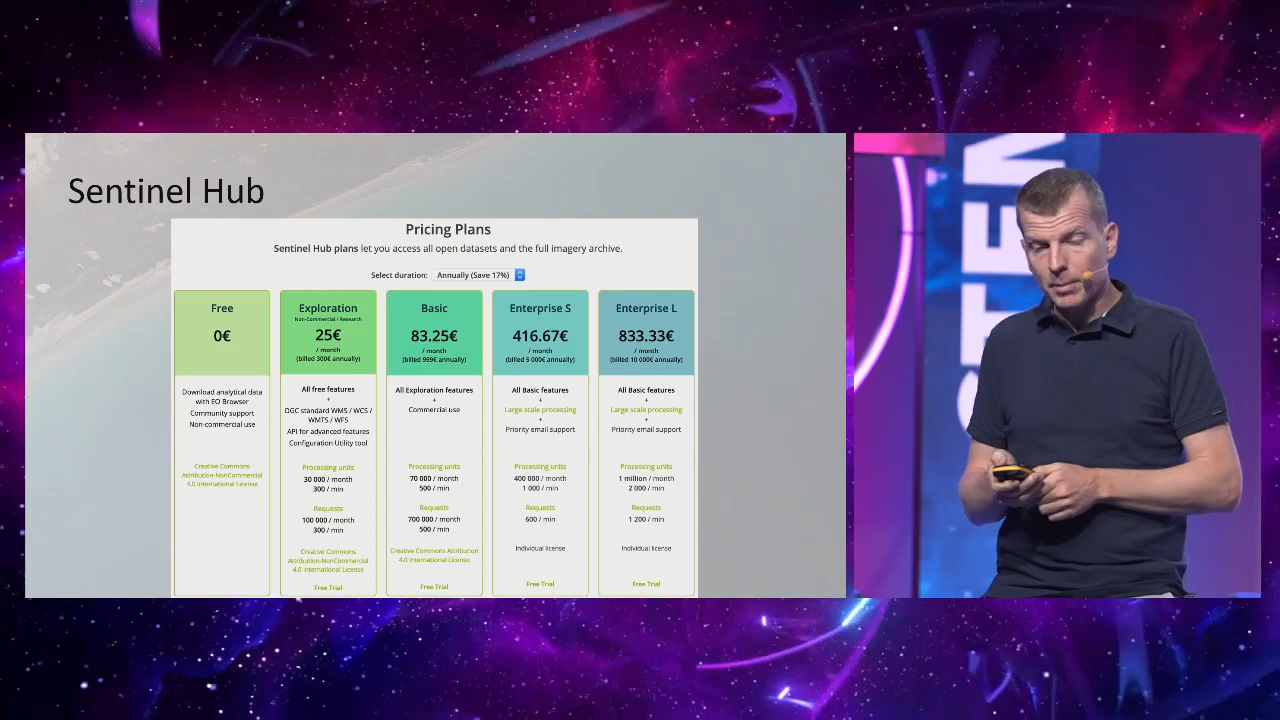 Sentinel Hub
Pricing Plans
Sentinel Hub plans let you access all open datasets and the full imagery archive.
Select duration: Annually (Save 17%)
Free
0€
Download analytical data
with EO Browser
Community support
Non-commercial use
Creative Commons
Attribution-NonCommercial
4.0 International License
Exploration
Non-Commercial / Research
25€
/ month
(billed 300€ annually)
All free features
+
OGC standard WMS / WCS /
WMTS / WFS
API for advanced features
Configuration Utility tool
Processing units
30 000 / month
300 / min
Requests
100 000 / month
300 / min
Creative Commons
Attribution-NonCommercial
4.0 International License
Free Trial
Basic
83.25€
/ month
(billed 999€ annually)
All Exploration features
+
Commercial use
Processing units
70 000 / month
500 / min
Requests
700 000 / month
500 / min
Creative Commons Attribution
4.0 International License
Free Trial
Enterprise S
416.67€
/ month
(billed 5 000€ annually)
All Basic features
+
Large scale processing
+
Priority email support
Processing units
400 000 / month
1 000 / min
Requests
600 / min
Individual license
Free Trial
Enterprise L
833.33€
/ month
(billed 10 000€ annually)
All Basic features
+
Large scale processing
+
Priority email support
Processing units
1 million / month
2 000 / min
Requests
1 200 / min
Individual license
Free Trial